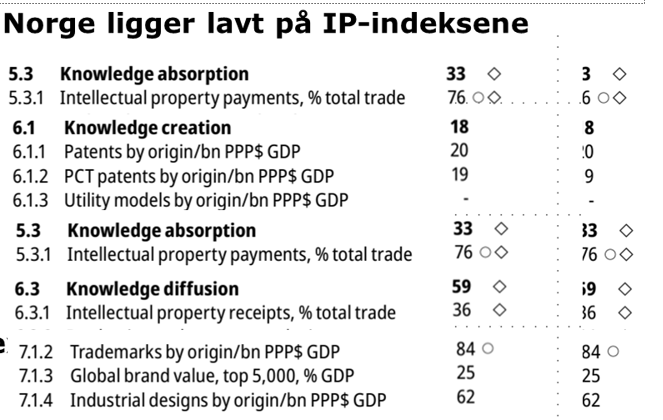 Norge ligger lavt på IP-indeksene
5.3 Knowledge absorption 33 ◇ 3 ◇
5.3.1 Intellectual property payments, % total trade 76 ○◇ 6 ○◇
6.1 Knowledge creation 18 8
6.1.1 Patents by origin/bn PPP$ GDP 20 0
6.1.2 PCT patents by origin/bn PPP$ GDP 19 9
6.1.3 Utility models by origin/bn PPP$ GDP - -
5.3 Knowledge absorption 33 ◇ 33 ◇
5.3.1 Intellectual property payments, % total trade 76 ○◇ 76 ○◇
6.3 Knowledge diffusion 59 ◇ 59 ◇
6.3.1 Intellectual property receipts, % total trade 36 ◇ 36 ◇
e
7.1.2 Trademarks by origin/bn PPP$ GDP 84 ○ 84 ○
7.1.3 Global brand value, top 5,000, % GDP 25 25
7.1.4 Industrial designs by origin/bn PPP$ GDP 62 62